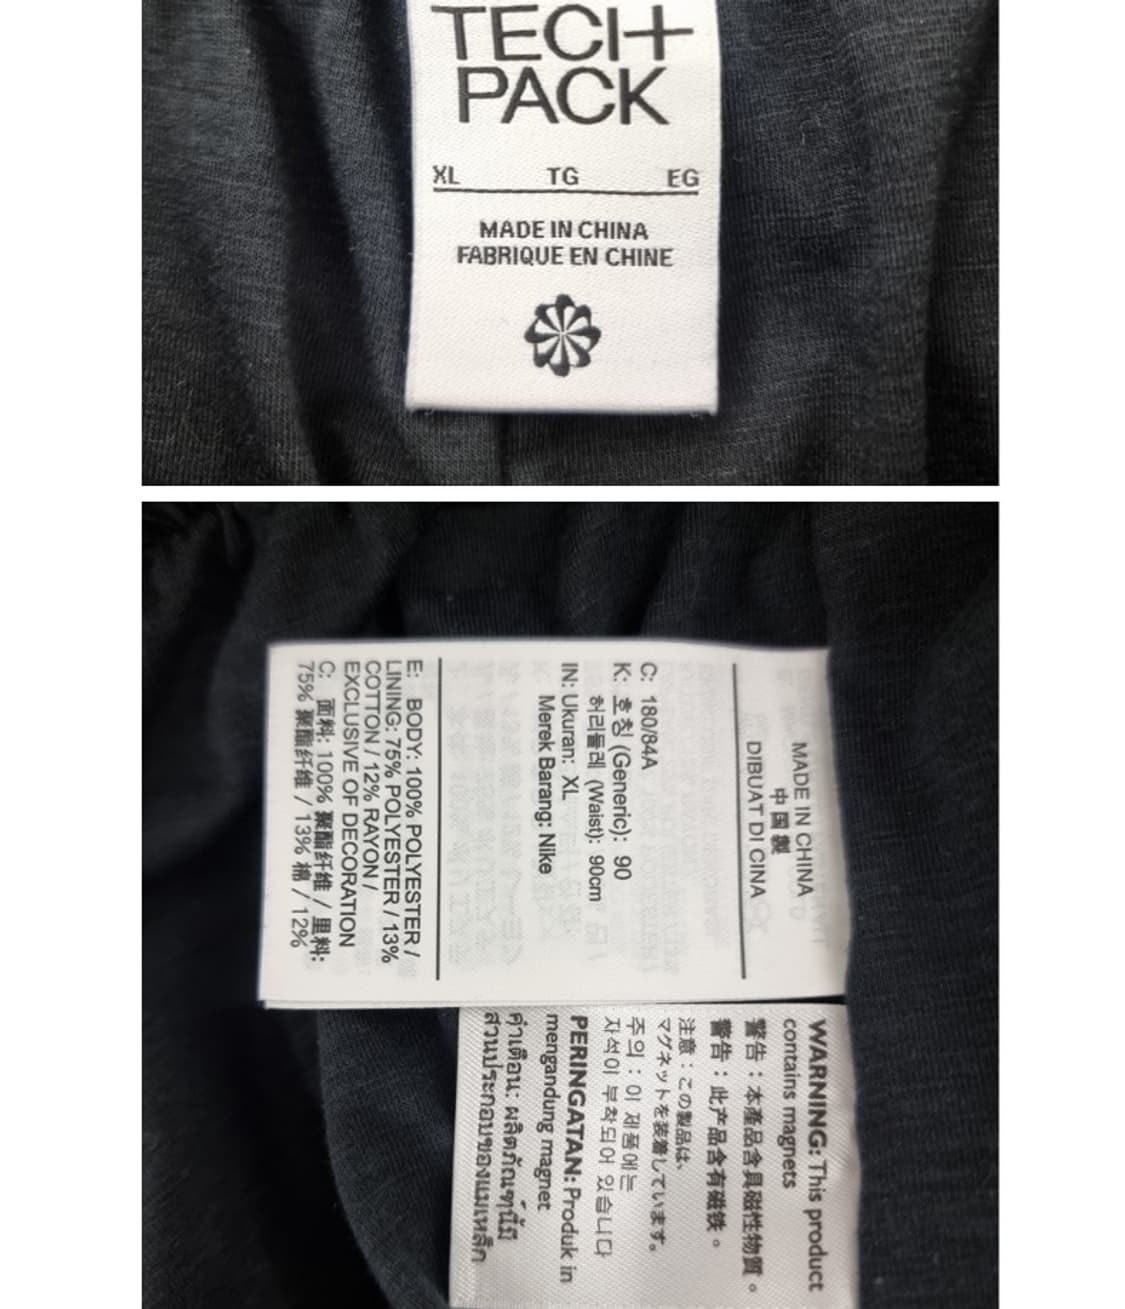 TECH
PACK
XL TG EG
MADE IN CHINA
FABRIQUE EN CHINE
MADE IN CHINA
中国製
DIBUAT DI CINA
C: 180/84A
K: 호칭 (Generic): 90
허리둘레 (Waist): 90cm
IN: Ukuran: XL
Merek Barang: Nike
E: BODY: 100% POLYESTER /
LINING: 75% POLYESTER / 13%
COTTON / 12% RAYON /
EXCLUSIVE OF DECORATION
C: 面料: 100% 聚酯纤维 / 里料:
75% 聚酯纤维 / 13% 棉 / 12%
WARNING: This product
contains magnets
警告：本產品含具磁性物質。
警告：此产品含有磁铁。
注意：この製品は、
マグネットを装着しています。
주의 : 이 제품에는
자석이 부착되어 있습니다
PERINGATAN: Produk in
mengandung magnet
คำเตือน: ผลิตภัณฑ์นี้มี
ส่วนประกอบของแม่เหล็ก